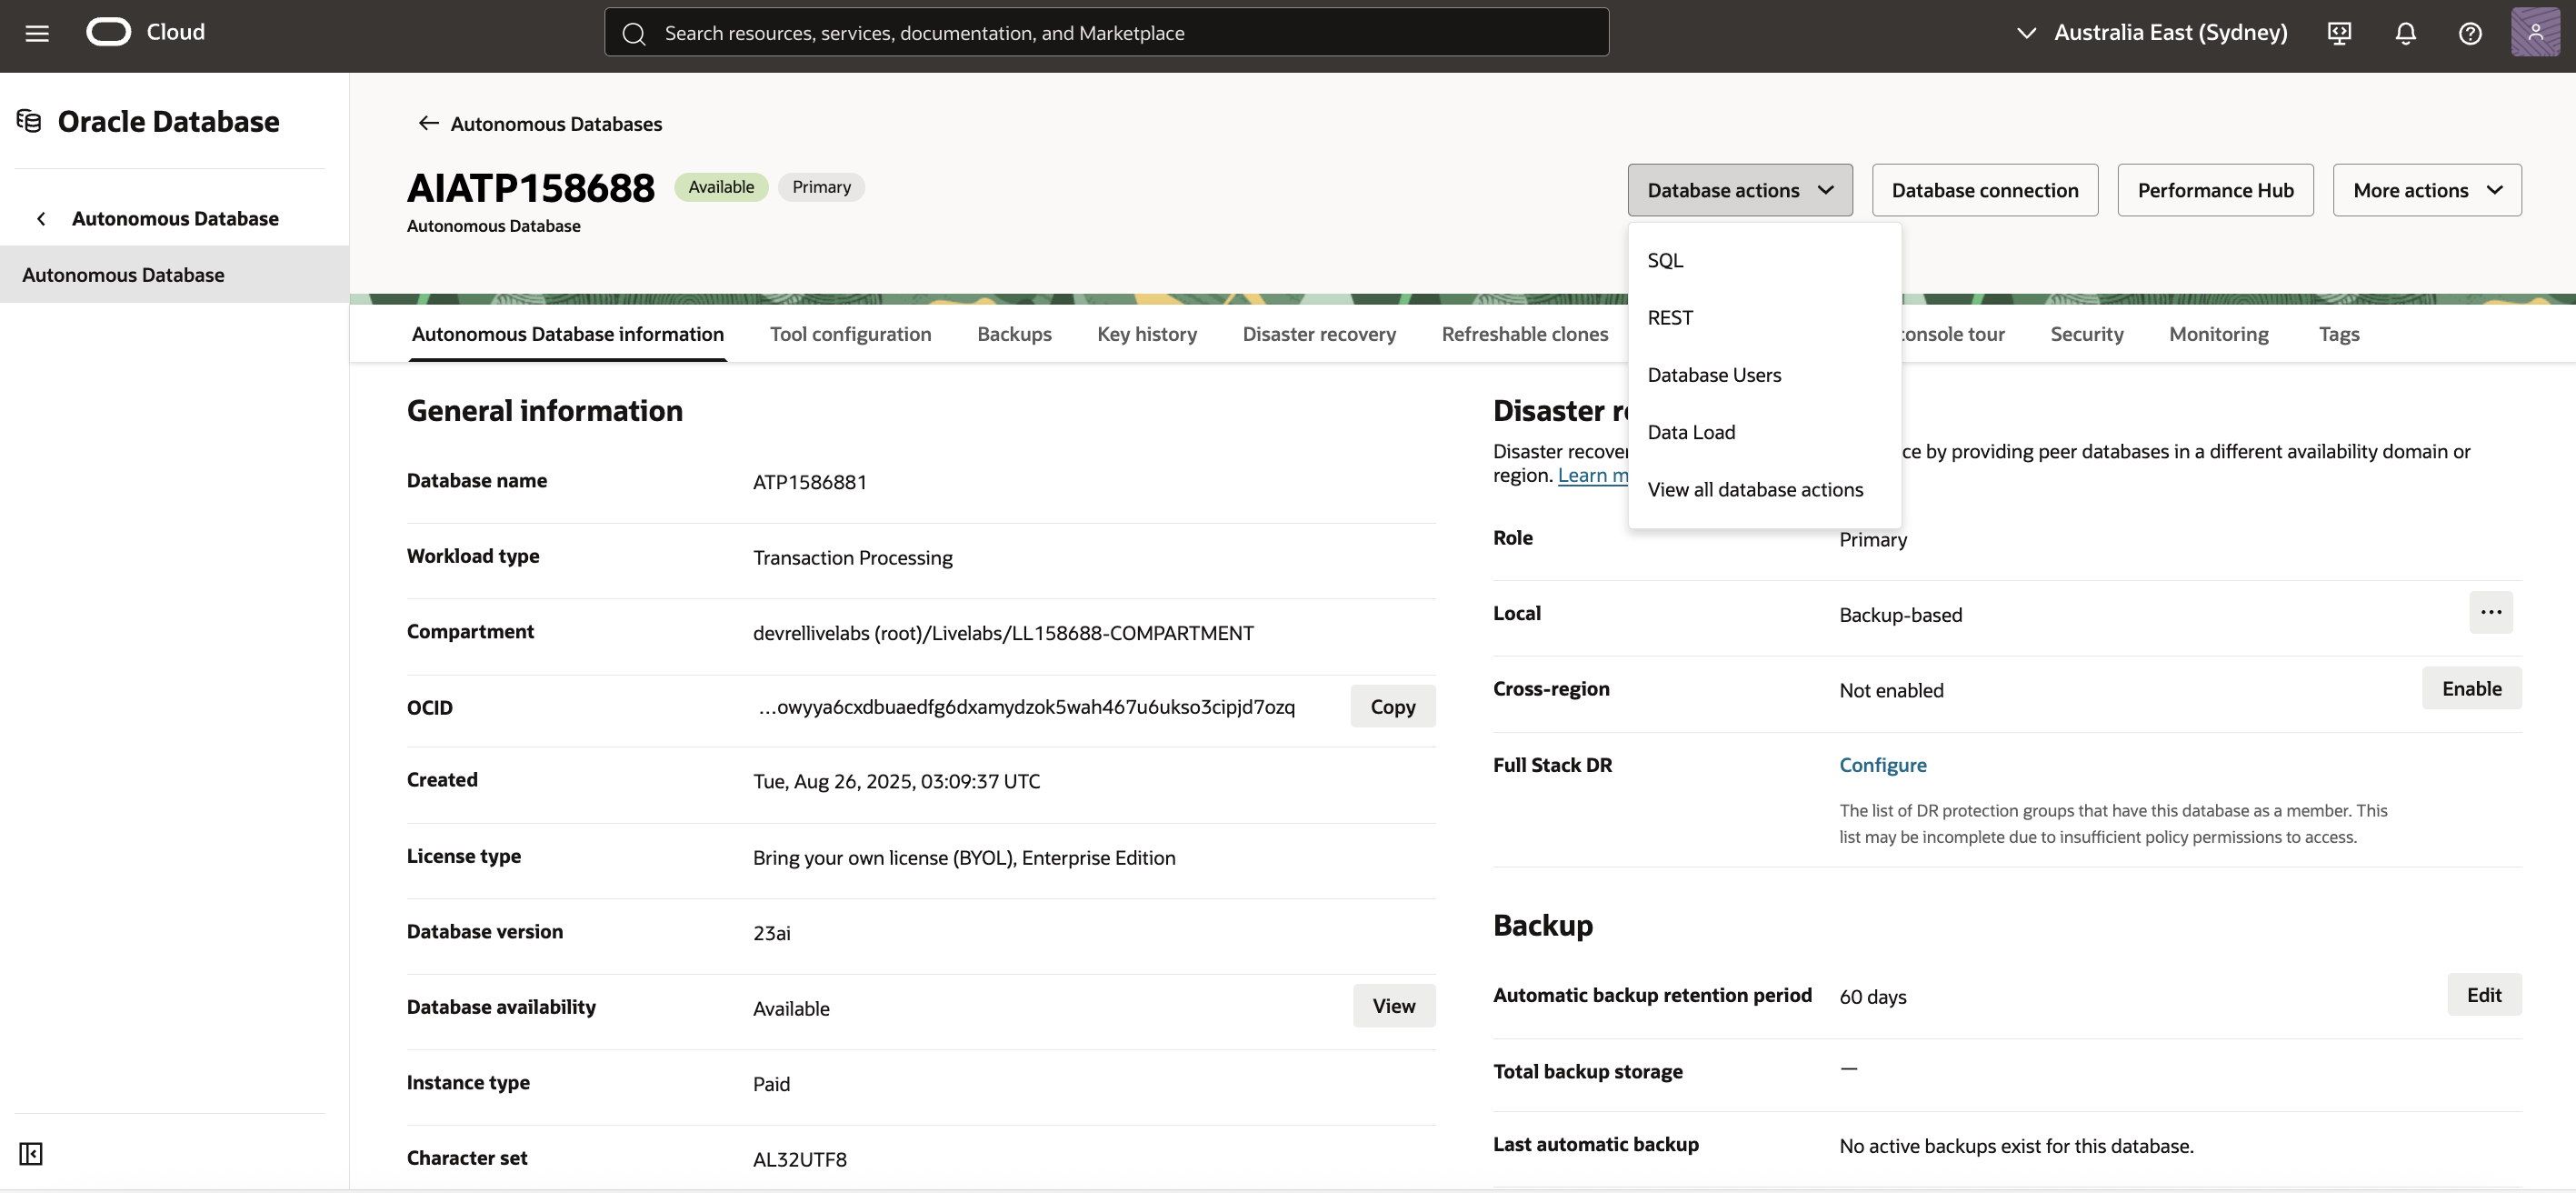 Cloud
Search resources, services, documentation, and Marketplace
Australia East (Sydney)
Oracle Database
Autonomous Database
Autonomous Database
Autonomous Databases
AIATP158688
Available
Primary
Autonomous Database
Database actions
Database connection
Performance Hub
More actions
SQL
REST
Database Users
Data Load
View all database actions
Autonomous Database information
Tool configuration
Backups
Key history
Disaster recovery
Refreshable clones
console tour
Security
Monitoring
Tags
General information
Database name
ATP1586881
Workload type
Transaction Processing
Compartment
devrellivelabs (root)/Livelabs/LL158688-COMPARTMENT
OCID
...owyya6cxdbuaedfg6dxamydzok5wah467u6ukso3cipjd7ozq
Copy
Created
Tue, Aug 26, 2025, 03:09:37 UTC
License type
Bring your own license (BYOL), Enterprise Edition
Database version
23ai
Database availability
Available
View
Instance type
Paid
Character set
AL32UTF8
Disaster re
Disaster recover
ce by providing peer databases in a different availability domain or
region. Learn m
Role
Primary
Local
Backup-based
...
Cross-region
Not enabled
Enable
Full Stack DR
Configure
The list of DR protection groups that have this database as a member. This
list may be incomplete due to insufficient policy permissions to access.
Backup
Automatic backup retention period
60 days
Edit
Total backup storage
—
Last automatic backup
No active backups exist for this database.